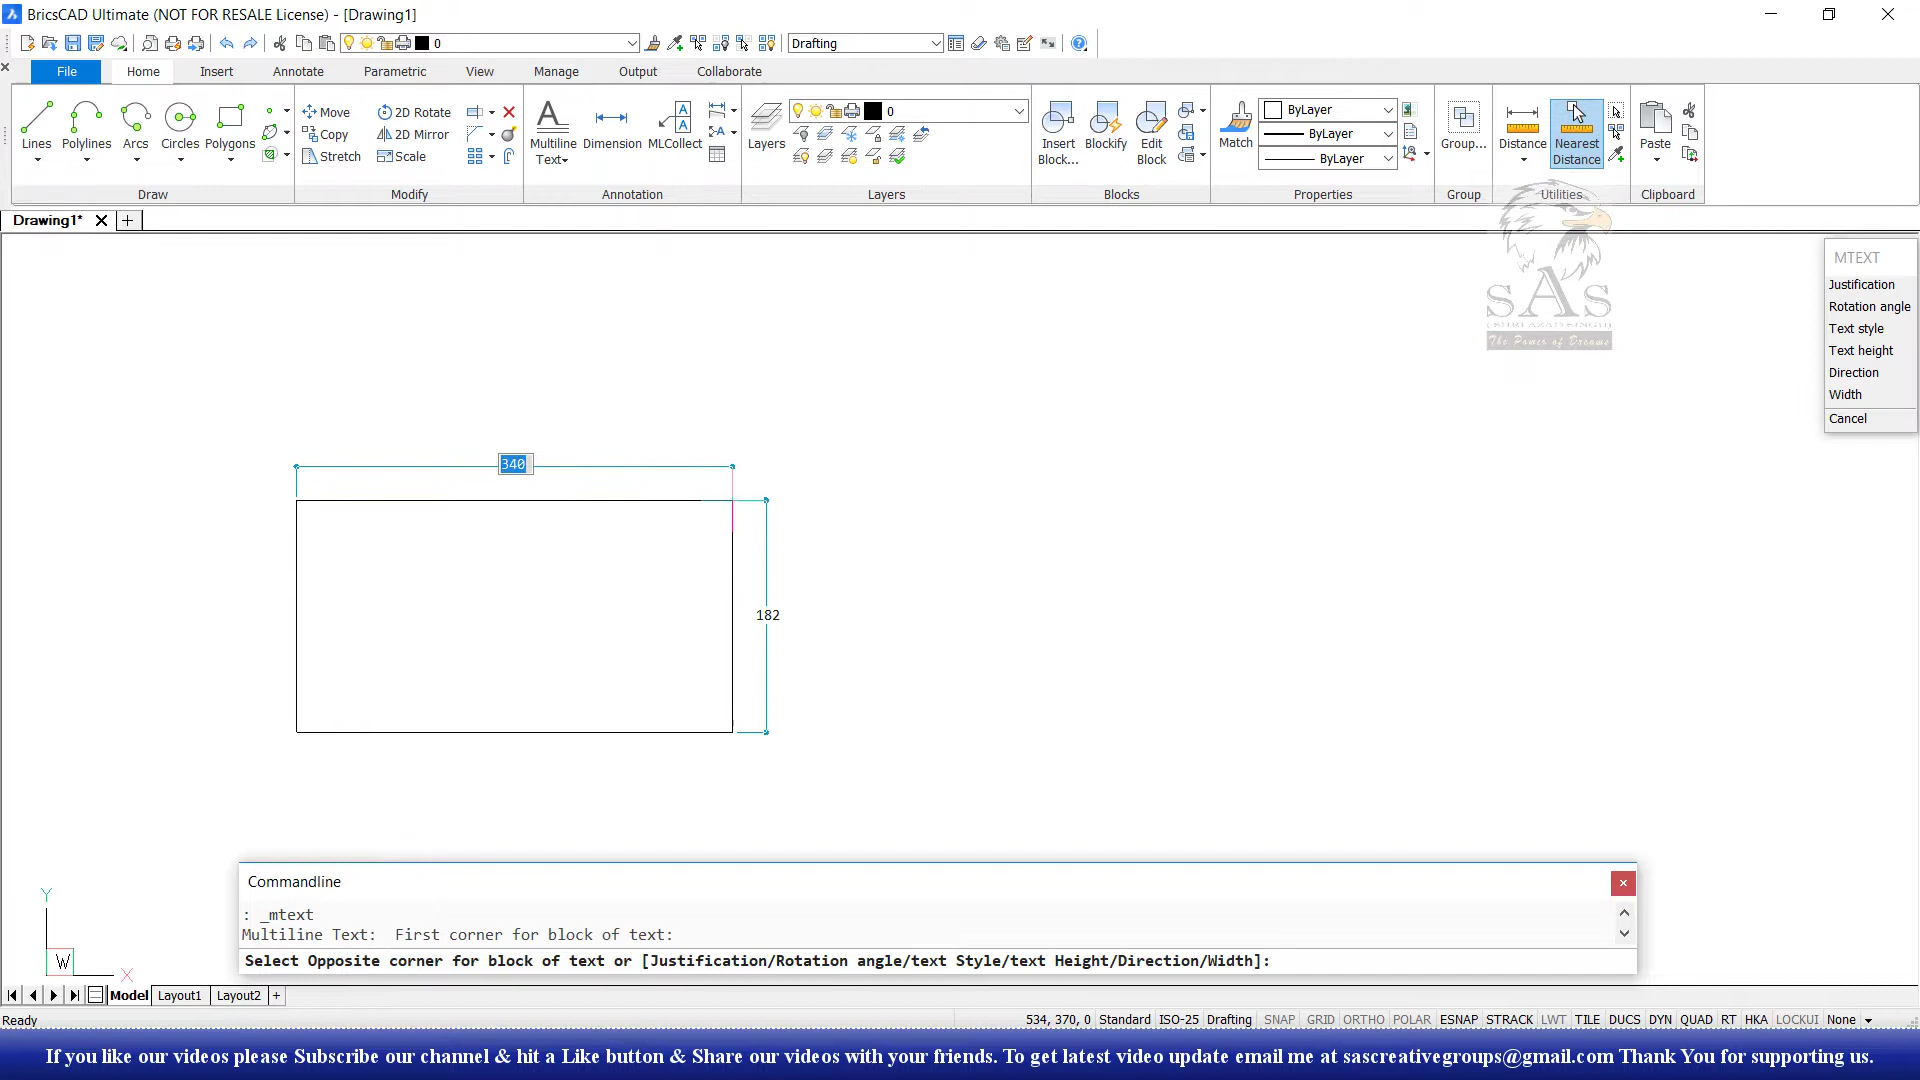 BricsCAD Ultimate (NOT FOR RESALE License) - [Drawing1]
0
Drafting
File
Home
Insert
Annotate
Parametric
View
Manage
Output
Collaborate
Lines
Polylines
Arcs
Circles
Polygons
Draw
Move
Copy
Stretch
2D Rotate
2D Mirror
Scale
Modify
Multiline
Text
Dimension
MLCollect
Annotation
Layers
0
Layers
Insert
Block...
Blockify
Edit
Block
Blocks
Match
ByLayer
ByLayer
ByLayer
Properties
Group...
Group
Distance
Nearest
Distance
Utilities
Paste
Clipboard
Drawing1*
sAs
The Power of Dreams
MTEXT
Justification
Rotation angle
Text style
Text height
Direction
Width
Cancel
340
182
Y
W
X
Commandline
: _mtext
Multiline Text:  First corner for block of text:
Select Opposite corner for block of text or [Justification/Rotation angle/text Style/text Height/Direction/Width]:
Model
Layout1
Layout2
+
Ready
534, 370, 0
Standard
ISO-25
Drafting
SNAP
GRID
ORTHO
POLAR
ESNAP
STRACK
LWT
TILE
DUCS
DYN
QUAD
RT
HKA
LOCKUI
None
If you like our videos please Subscribe our channel & hit a Like button & Share our videos with your friends. To get latest video update email me at sascreativegroups@gmail.com Thank You for supporting us.